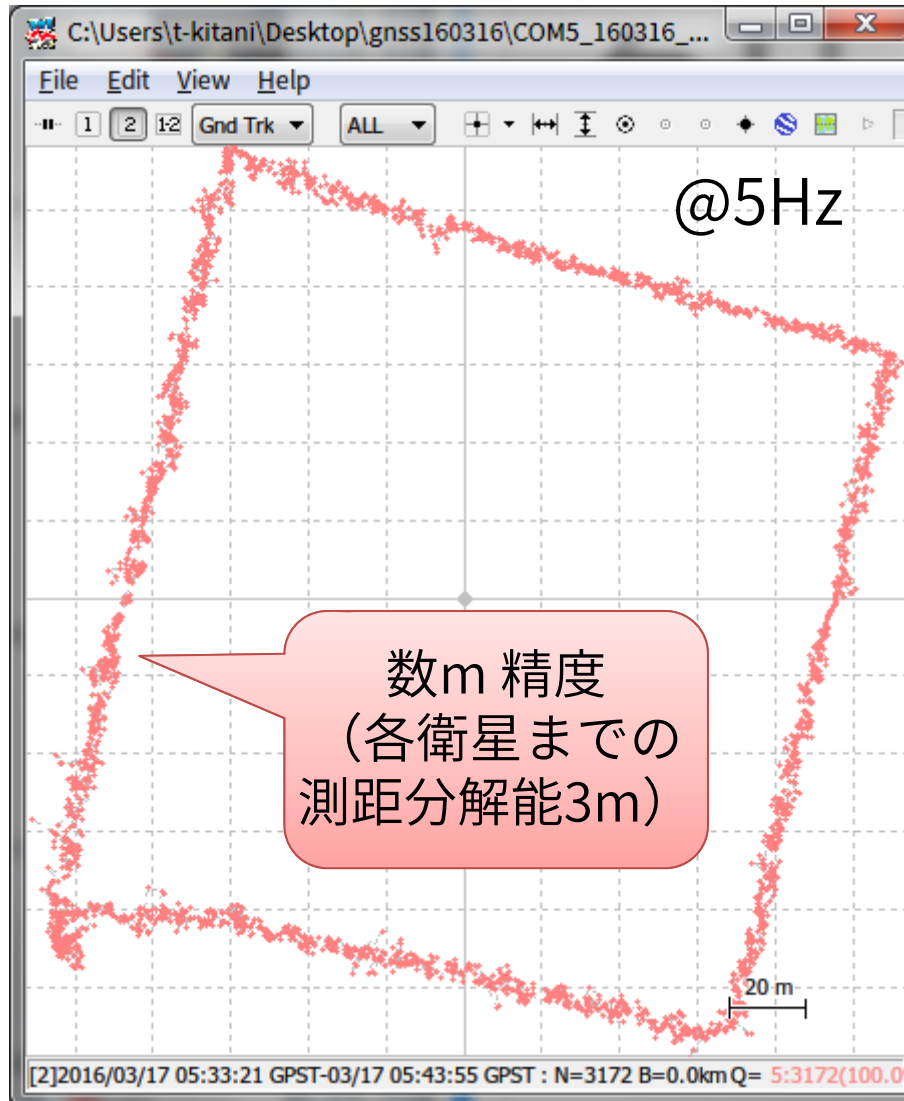 C:\Users\t-kitani\Desktop\gnss160316\COM5_160316_...
File Edit View Help
1 2 1-2 Gnd Trk ALL
@5Hz
数m 精度
（各衛星までの
測距分解能3m）
20 m
[2]2016/03/17 05:33:21 GPST-03/17 05:43:55 GPST : N=3172 B=0.0km Q= 5:3172(100.0